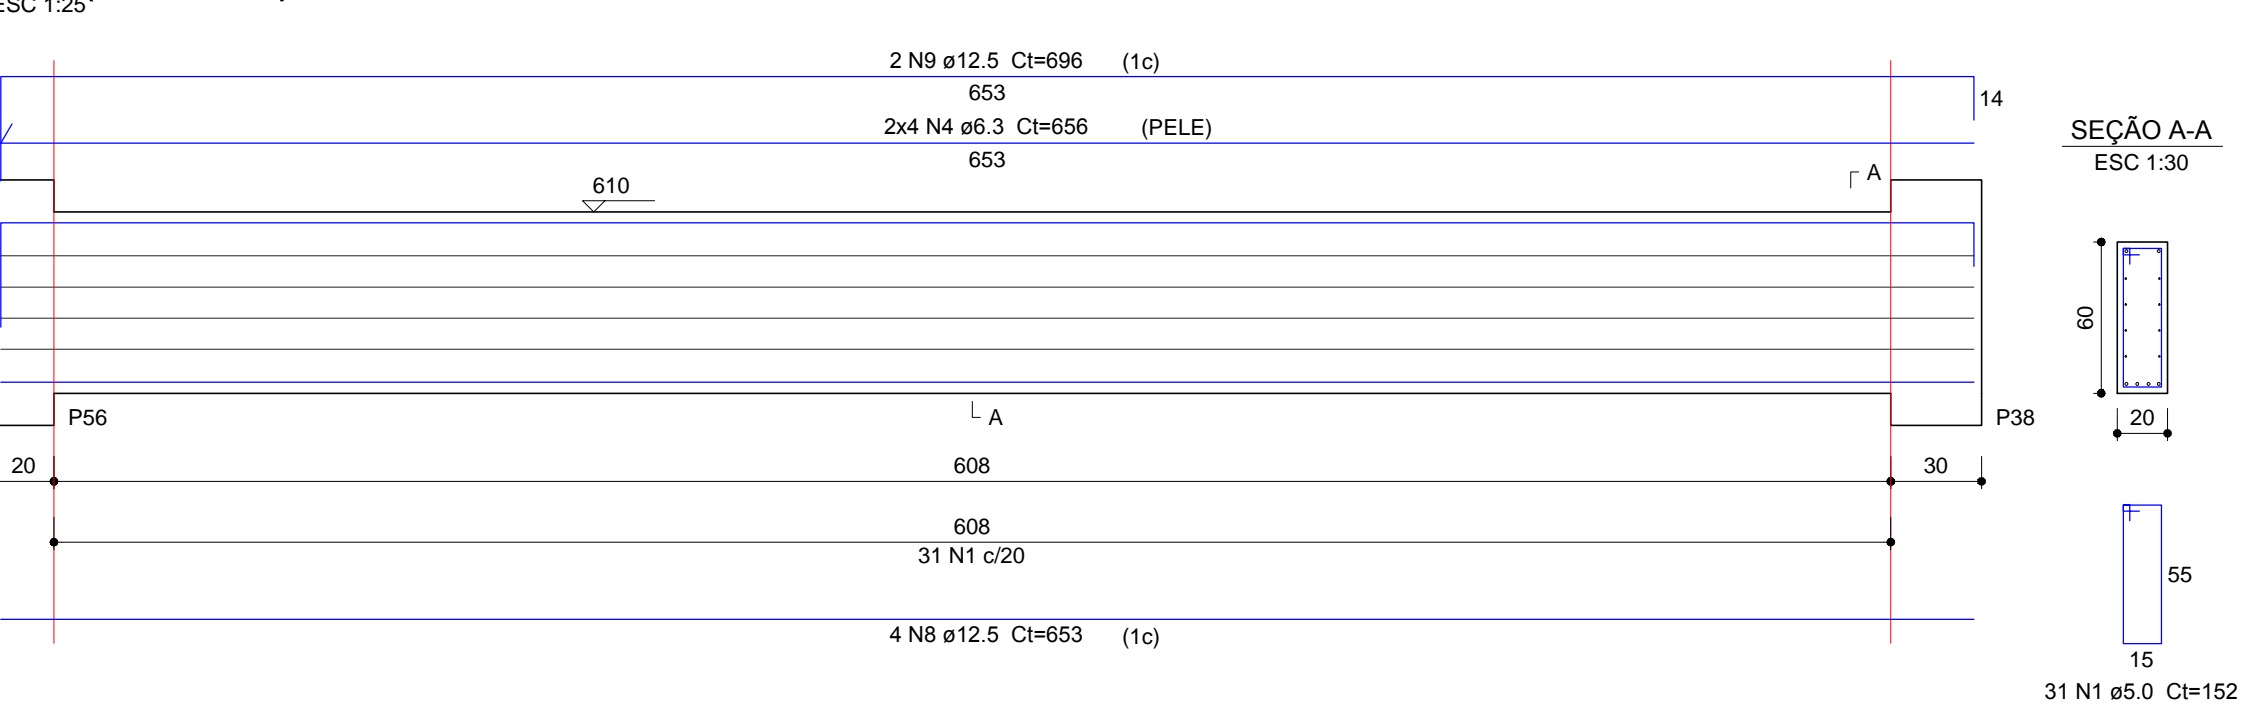 ESC 1:25
2 N9 ø12.5 Ct=696 (1c)
653
14
2x4 N4 ø6.3 Ct=656 (PELE)
653
610
A
P56
A
P38
20
608
30
608
31 N1 c/20
4 N8 ø12.5 Ct=653 (1c)
SEÇÃO A-A
ESC 1:30
60
20
55
15
31 N1 ø5.0 Ct=152